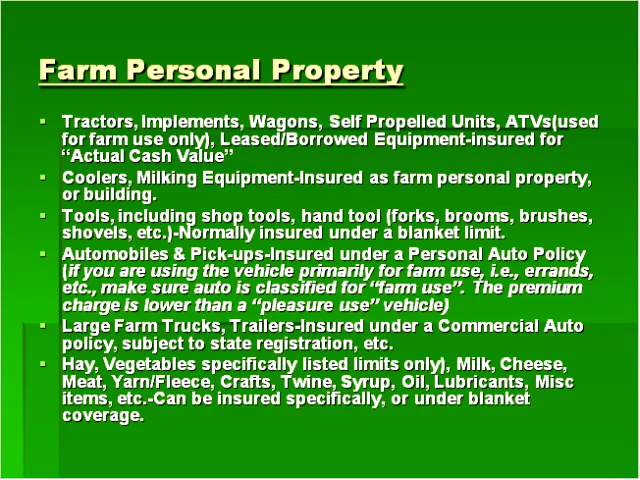 Farm Personal Property
▪ Tractors, Implements, Wagons, Self Propelled Units, ATVs(used
for farm use only), Leased/Borrowed Equipment-insured for
“Actual Cash Value”
▪ Coolers, Milking Equipment-Insured as farm personal property,
or building.
▪ Tools, including shop tools, hand tool (forks, brooms, brushes,
shovels, etc.)-Normally insured under a blanket limit.
▪ Automobiles & Pick-ups-Insured under a Personal Auto Policy
(if you are using the vehicle primarily for farm use, i.e., errands,
etc., make sure auto is classified for “farm use”. The premium
charge is lower than a “pleasure use” vehicle)
▪ Large Farm Trucks, Trailers-Insured under a Commercial Auto
policy, subject to state registration, etc.
▪ Hay, Vegetables specifically listed limits only), Milk, Cheese,
Meat, Yarn/Fleece, Crafts, Twine, Syrup, Oil, Lubricants, Misc
items, etc.-Can be insured specifically, or under blanket
coverage.